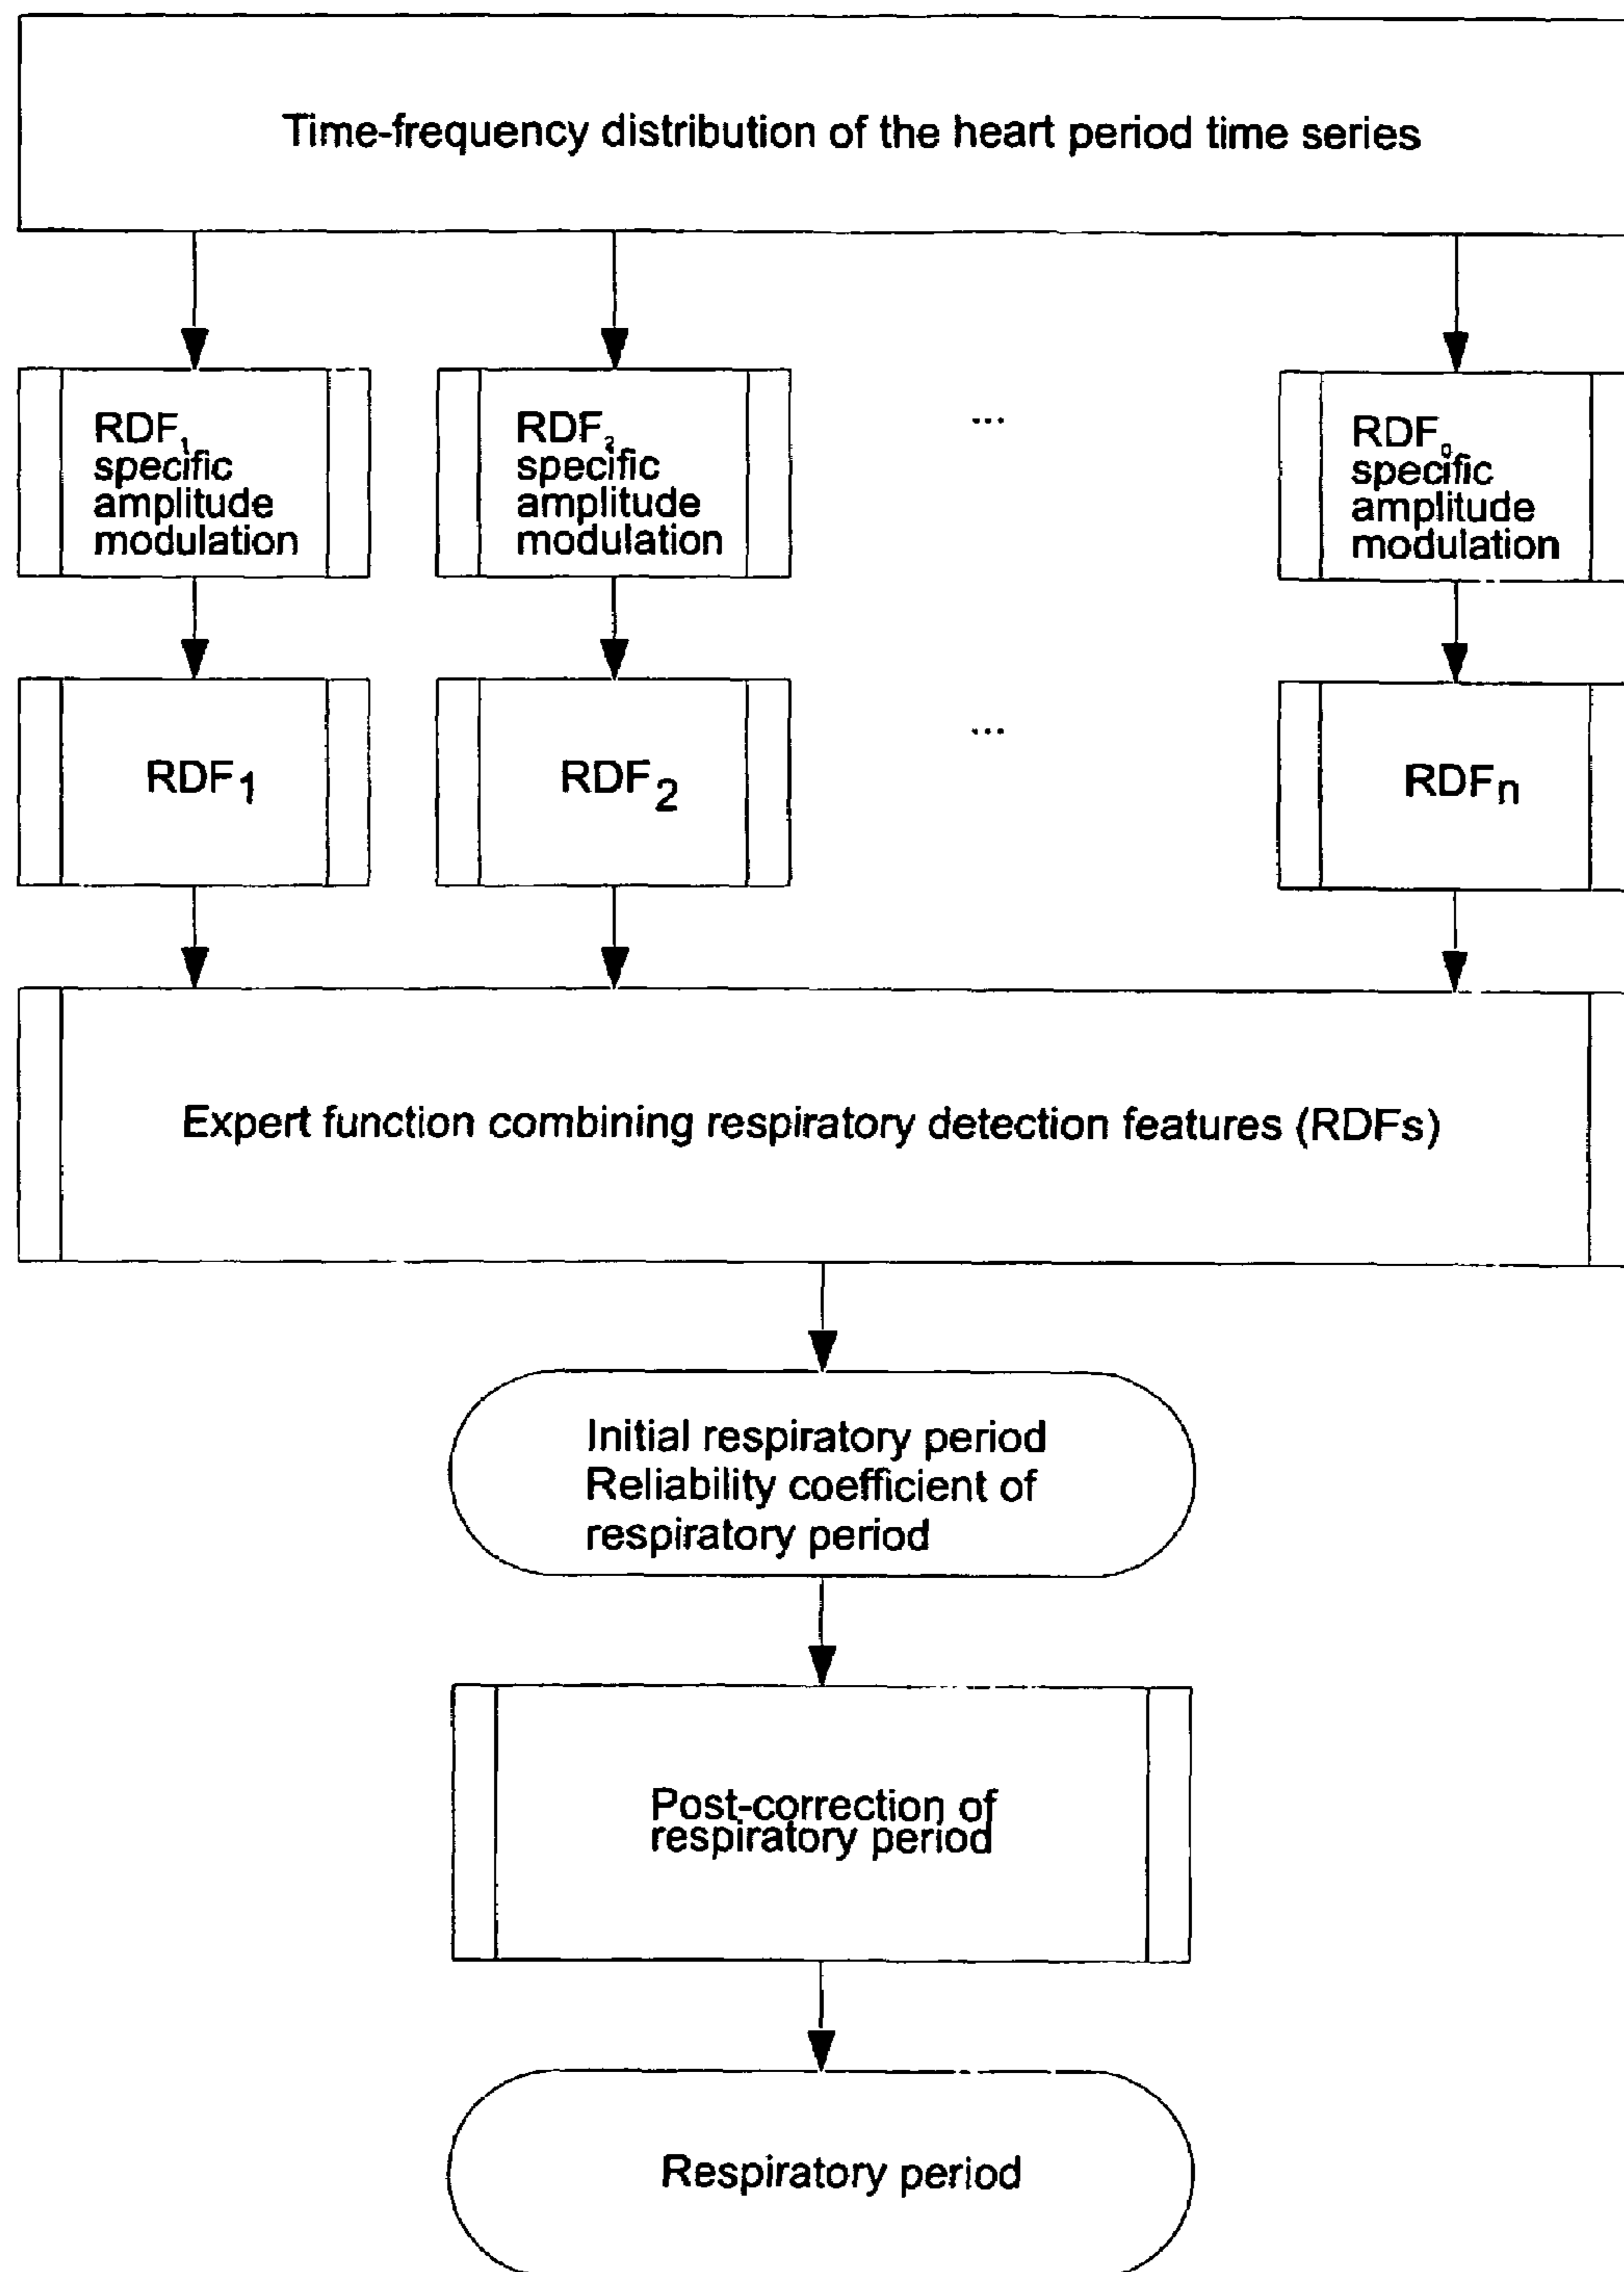 Time-frequency distribution of the heart period time series
RDF1
specific
amplitude
modulation
RDF2
specific
amplitude
modulation
...
RDFn
specific
amplitude
modulation
RDF1
RDF2
...
RDFn
Expert function combining respiratory detection features (RDFs)
Initial respiratory period
Reliability coefficient of
respiratory period
Post-correction of
respiratory period
Respiratory period